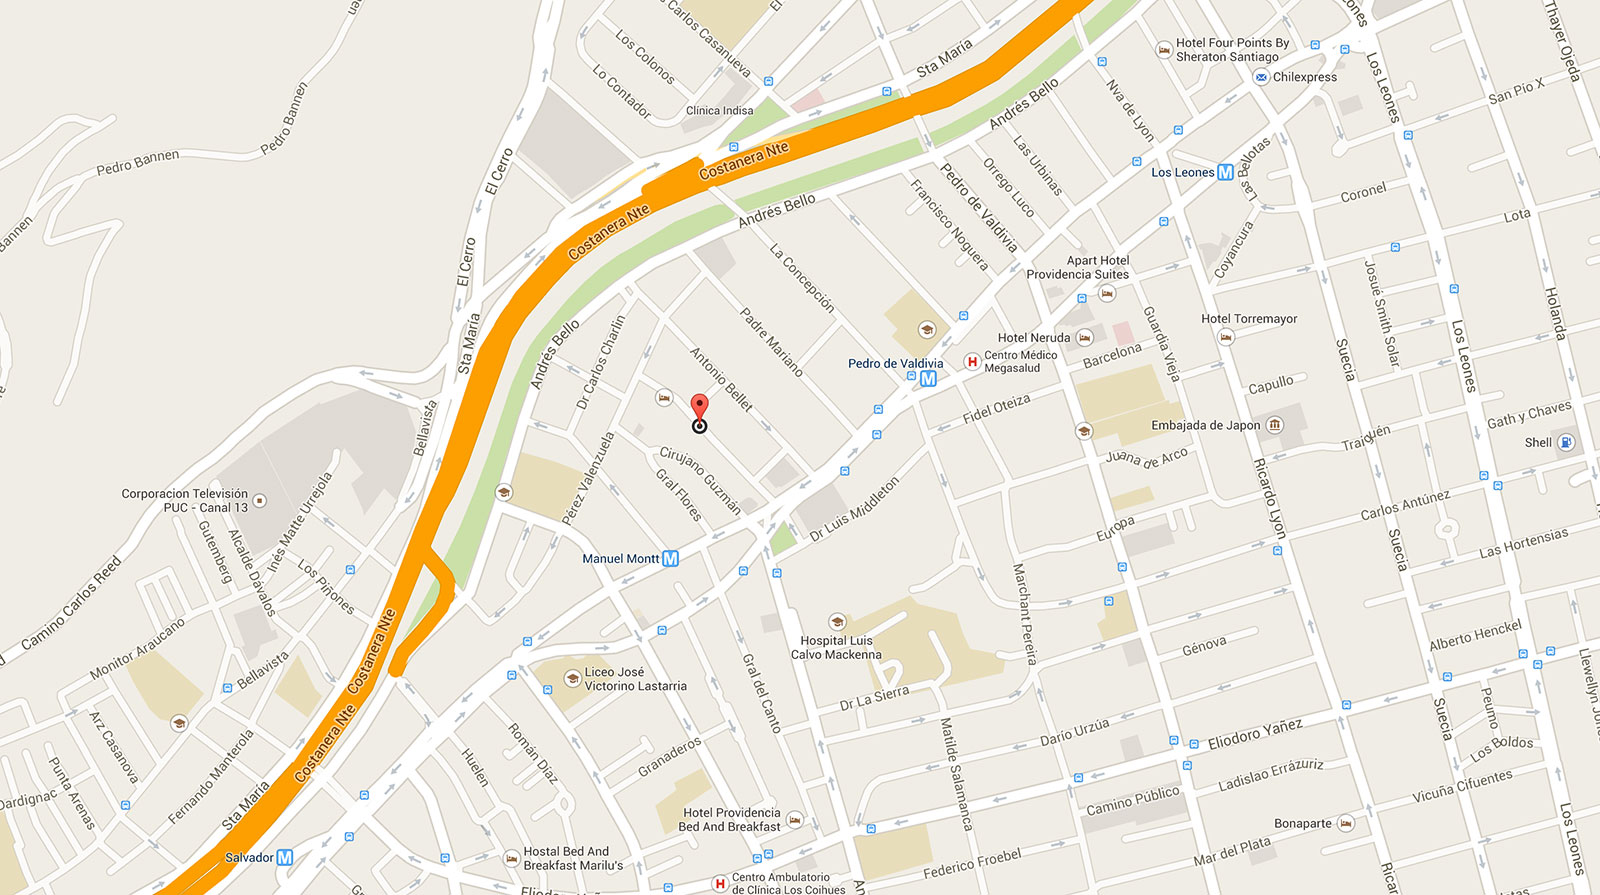 Carlos Casanueva
Los Colonos
Lo Contador
Clínica Indisa
Sta María
Andrés Bello
Hotel Four Points By
Sheraton Santiago
Chilexpress
Los Leones
Thayer Ojeda
San Pío X
Nva de Lyon
Pedro Bannen
Pedro Bannen
Bannen
El Cerro
El Cerro
Costanera Nte
Costanera Nte
Andrés Bello
Las Urbinas
Orrego Luco
Pedro de Valdivia
Francisco Noguera
Los Leones
Las Bellotas
Coronel
Lota
Coyancura
La Concepción
Apart Hotel
Providencia Suites
Josué Smith Solar
Holanda
Hotel Torremayor
Guardia Vieja
Hotel Neruda
Barcelona
Centro Médico
Megasalud
Pedro de Valdivia
Padre Mariano
Antonio Bellet
Dr Carlos Charlin
Andrés Bello
Sta María
Bellavista
Suecia
Los Leones
Capullo
Fidel Oteiza
Embajada de Japon
Traiguén
Gath y Chaves
Shell
Juana de Arco
Ricardo Lyon
Cirujano Guzmán
Gral Flores
Pérez Valenzuela
Dr Luis Middleton
Carlos Antúnez
Europa
Las Hortensias
Suecia
Corporacion Televisión
PUC - Canal 13
Inés Matte Urrejola
Gutemberg
Alcalde Dávalos
Los Piñones
Camino Carlos Reed
Monitor Araucano
Bellavista
Costanera Nte
Costanera Nte
Manuel Montt
Marchant Pereira
Hospital Luis
Calvo Mackenna
Alberto Henckel
Génova
Liceo José
Victorino Lastarria
Gral del Canto
Dr La Sierra
Matilde Salamanca
Darío Urzúa
Eliodoro Yañez
Suecia
Peumo
Los Boldos
Arz Casanova
Punta Arenas
Dardignac
Fernando Manterola
Sta María
Salvador
Huelen
Román Díaz
Granaderos
Hotel Providencia
Bed And Breakfast
Camino Público
Ladislao Errázuriz
Vicuña Cifuentes
Bonaparte
Los Leones
Hostal Bed And
Breakfast Marilu's
Centro Ambulatorio
de Clínica Los Coihues
Federico Froebel
Mar del Plata